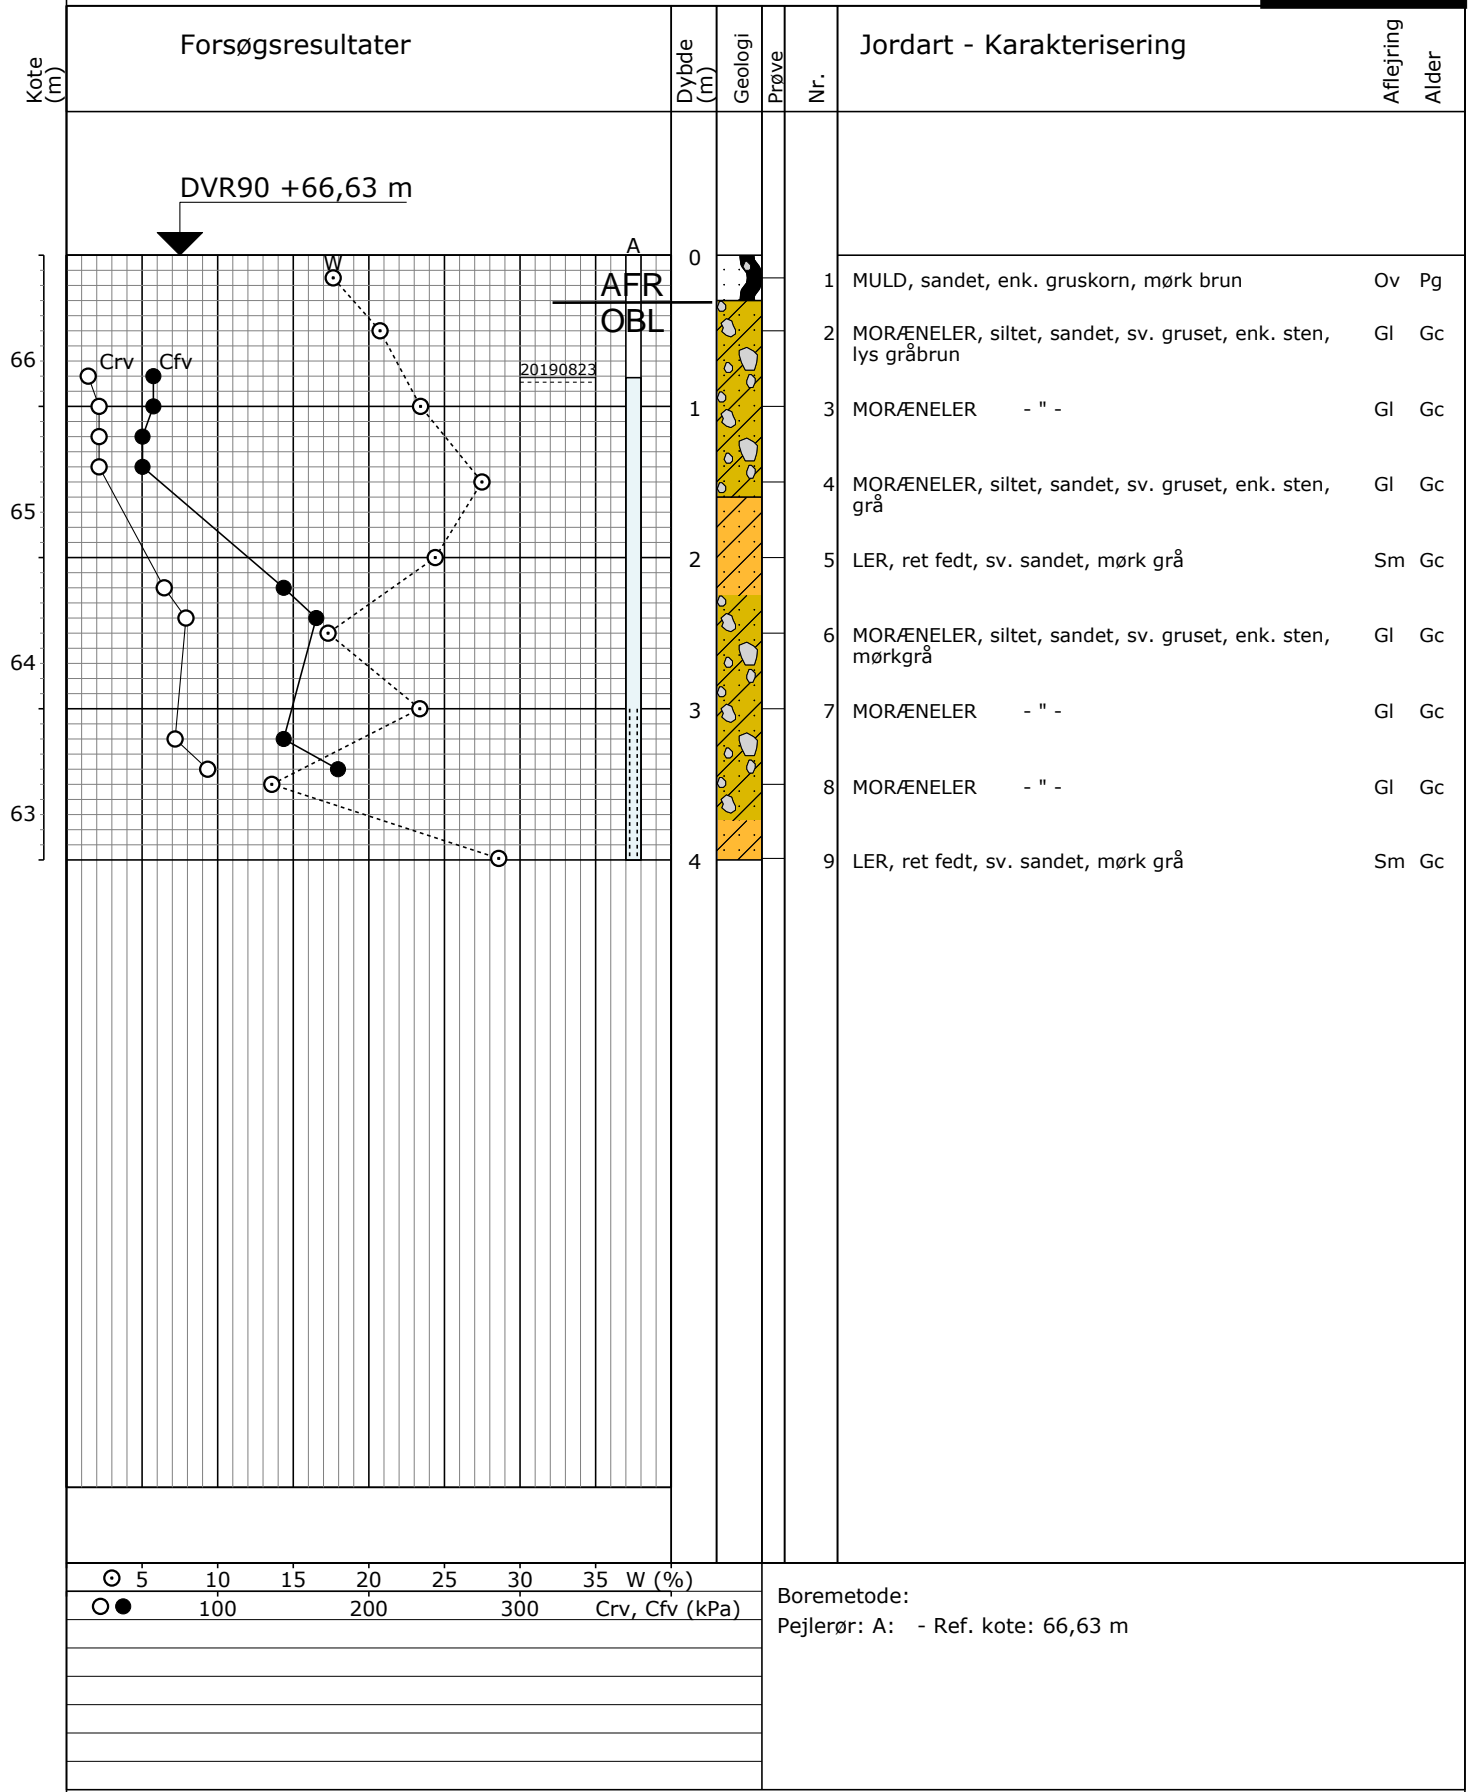 Kote
(m)
Forsøgsresultater
Dybde
(m)
Geologi
Prøve
Nr.
Jordart - Karakterisering
Aflejring
Alder
DVR90 +66,63 m
A
W
0
AFR
1 MULD, sandet, enk. gruskorn, mørk brun Ov Pg
OBL
2 MORÆNELER, siltet, sandet, sv. gruset, enk. sten, Gl Gc
lys gråbrun
66
Crv Cfv
20190823
1
3 MORÆNELER - " - Gl Gc
4 MORÆNELER, siltet, sandet, sv. gruset, enk. sten, Gl Gc
grå
65
2
5 LER, ret fedt, sv. sandet, mørk grå Sm Gc
6 MORÆNELER, siltet, sandet, sv. gruset, enk. sten, Gl Gc
mørkgrå
64
3
7 MORÆNELER - " - Gl Gc
8 MORÆNELER - " - Gl Gc
63
4
9 LER, ret fedt, sv. sandet, mørk grå Sm Gc
5 10 15 20 25 30 35 W (%)
100 200 300 Crv, Cfv (kPa)
Boremetode:
Pejlerør: A: - Ref. kote: 66,63 m